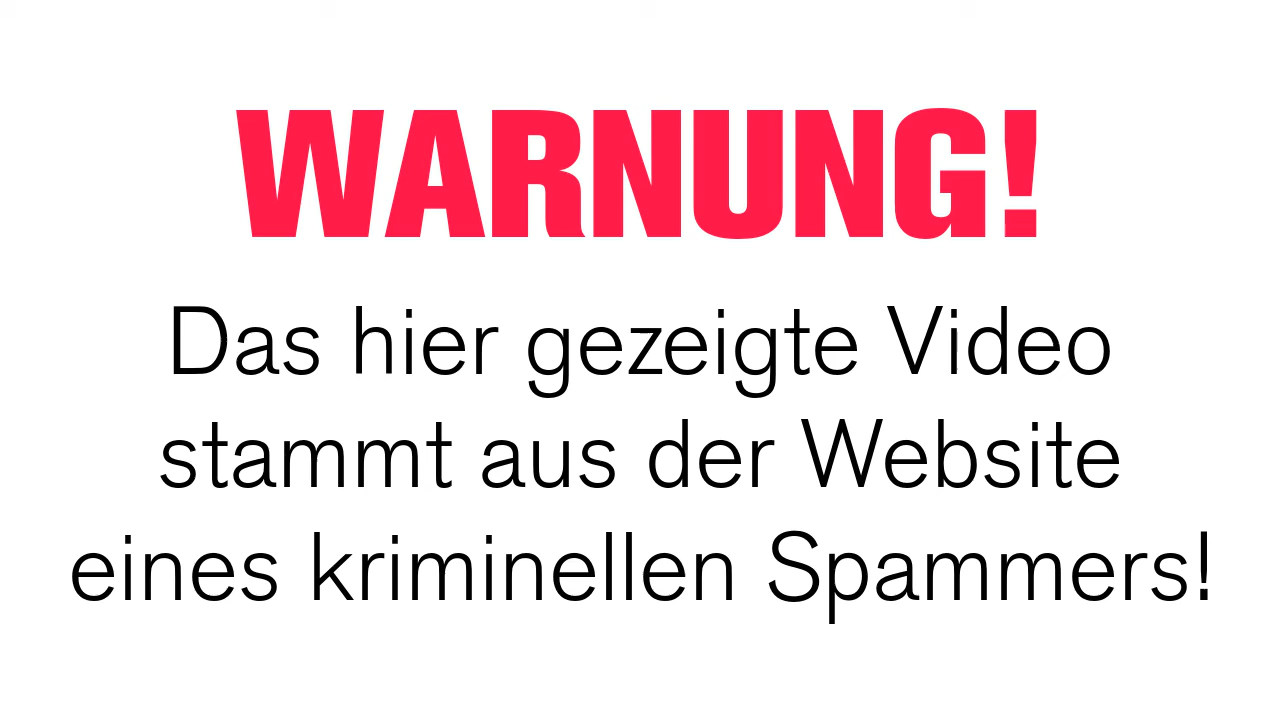 WARNUNG!
Das hier gezeigte Video
stammt aus der Website
eines kriminellen Spammers!